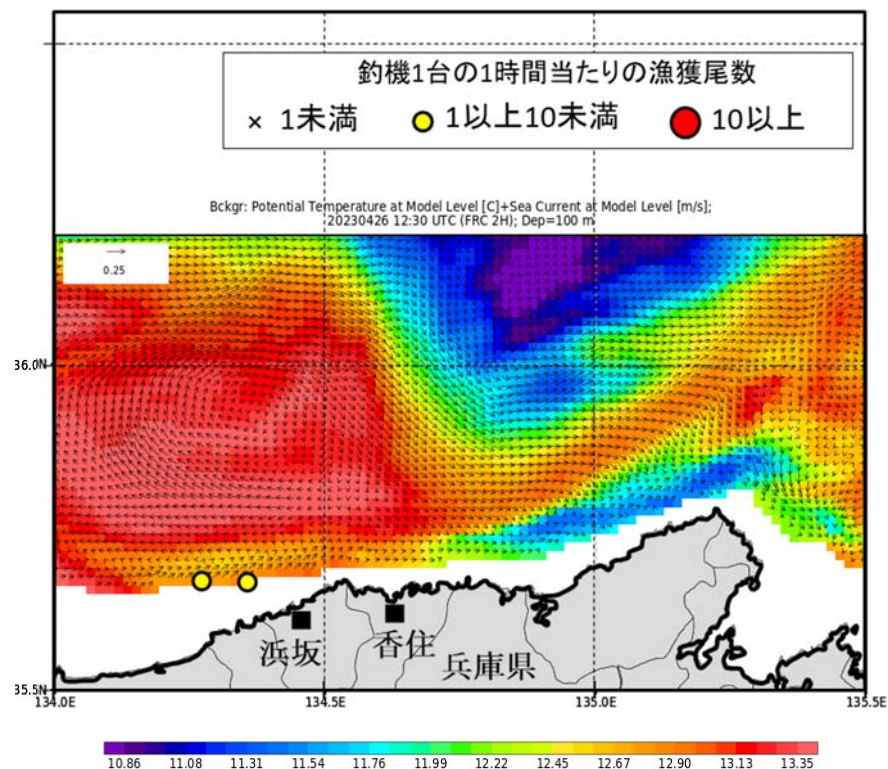 釣機1台の1時間当たりの漁獲尾数
× 1未満 1以上10未満 10以上
Bckgr: Potential Temperature at Model Level [C]+Sea Current at Model Level [m/s];
20230426 12:30 UTC (FRC 2H); Dep=100 m
0.25
36.0N
浜坂 香住 兵庫県
35.5N
134.0E 134.5E 135.0E 135.5E
10.86 11.08 11.31 11.54 11.76 11.99 12.22 12.45 12.67 12.90 13.13 13.35